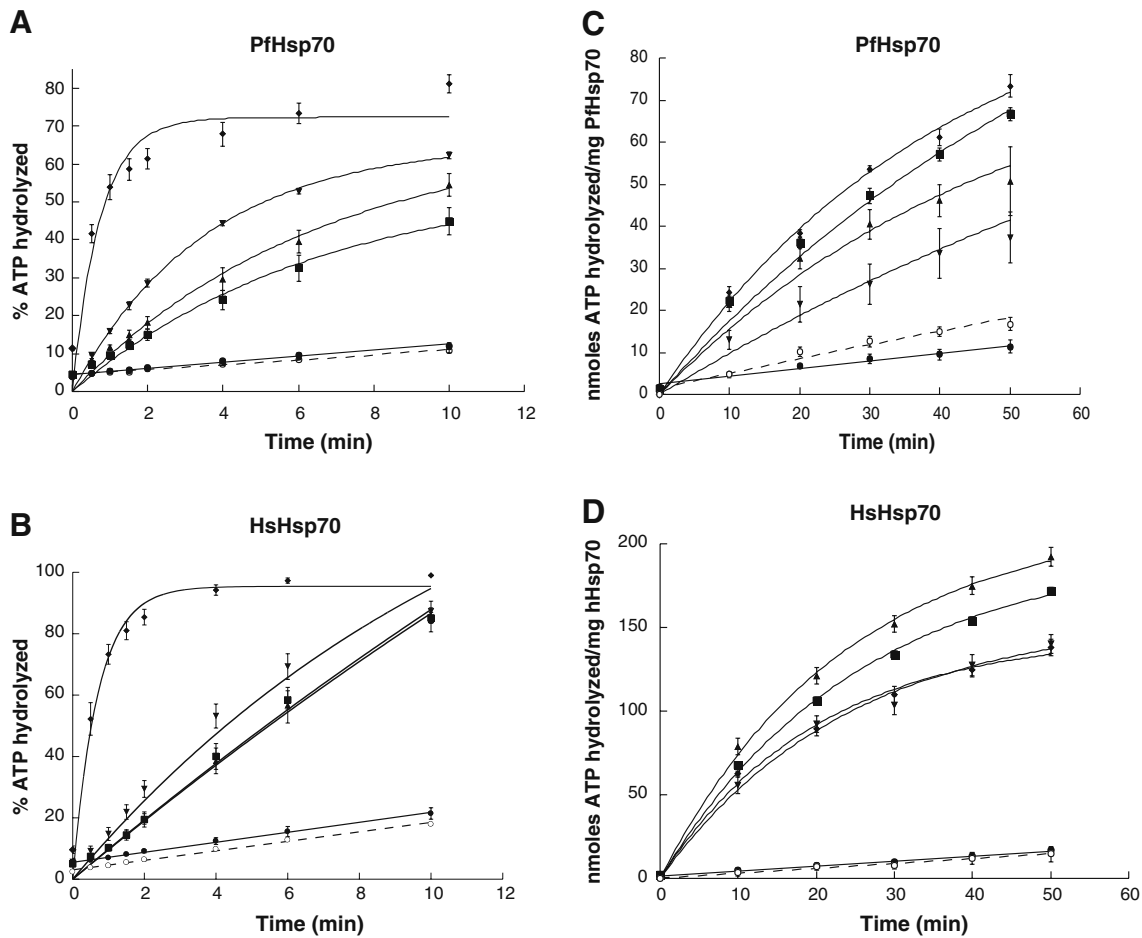 A
PfHsp70
% ATP hydrolyzed
80
70
60
50
40
30
20
10
0
0 2 4 6 8 10 12
Time (min)
C
PfHsp70
nmoles ATP hydrolyzed/mg PfHsp70
80
70
60
50
40
30
20
10
0
0 10 20 30 40 50 60
Time (min)
B
HsHsp70
% ATP hydrolyzed
100
80
60
40
20
0
0 2 4 6 8 10 12
Time (min)
D
HsHsp70
nmoles ATP hydrolyzed/mg hHsp70
200
150
100
50
0
0 10 20 30 40 50 60
Time (min)